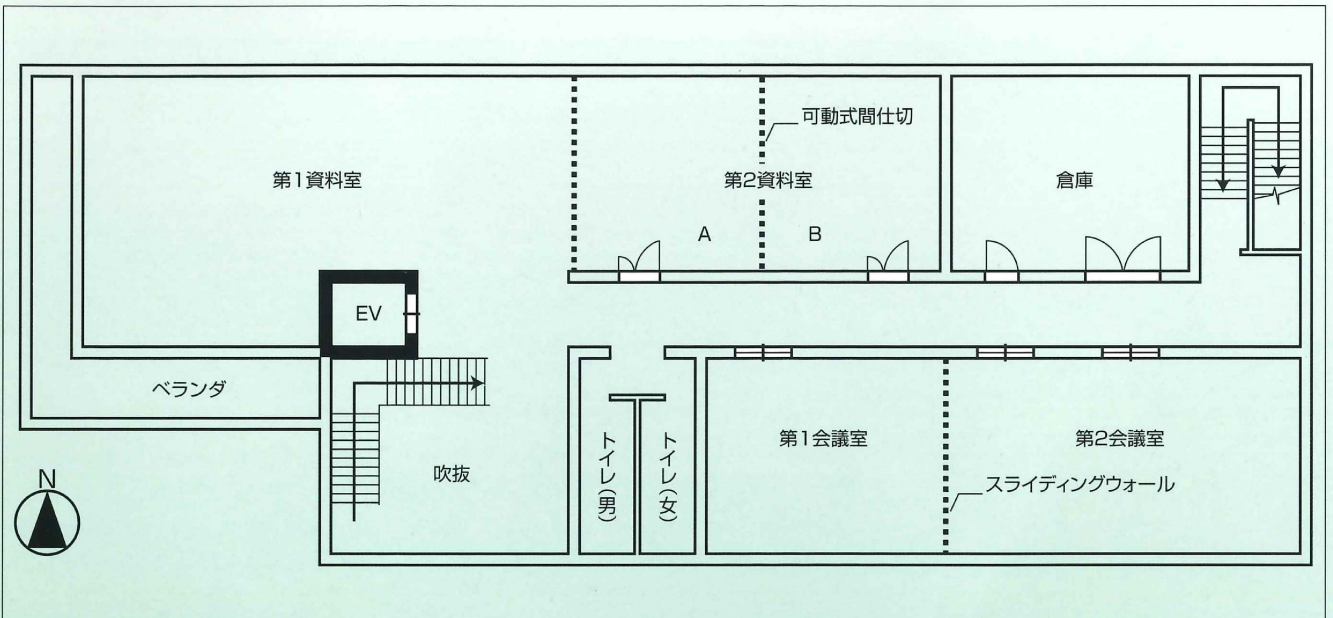 可動式間仕切
第1資料室
第2資料室
倉庫
A
B
EV
ベランダ
第1会議室
第2会議室
トイレ(男)
トイレ(女)
吹抜
スライディングウォール
N